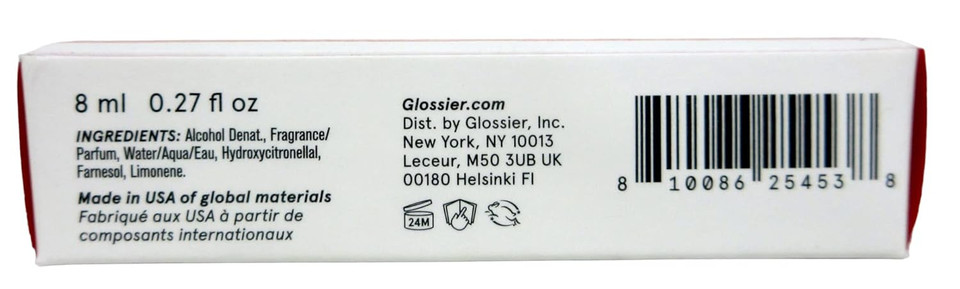 8 ml 0.27 fl oz
INGREDIENTS: Alcohol Denat., Fragrance/
Parfum, Water/Aqua/Eau, Hydroxycitronellal,
Farnesol, Limonene.
Made in USA of global materials
Fabriqué aux USA à partir de
composants internationaux
Glossier.com
Dist. by Glossier, Inc.
New York, NY 10013
Leceur, M50 3UB UK
00180 Helsinki FI
24M
8 10086 25453 8